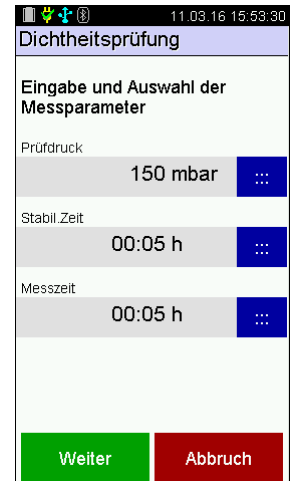 11.03.16 15:53:30
Dichtheitsprüfung
Eingabe und Auswahl der
Messparameter
Prüfdruck
150 mbar
Stabil.Zeit
00:05 h
Messzeit
00:05 h
Weiter Abbruch